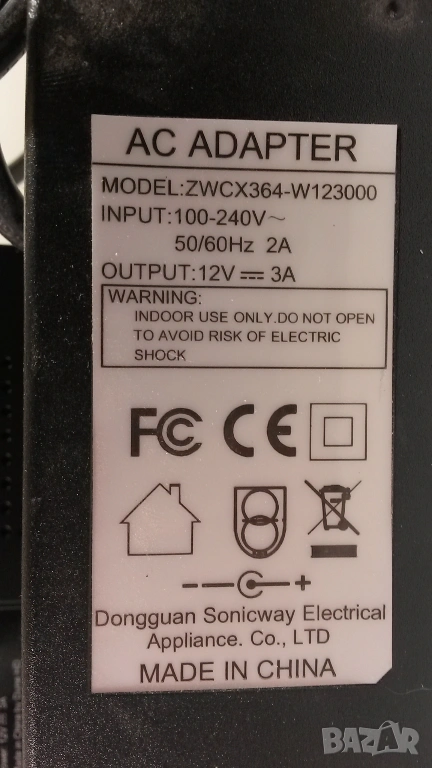 AC ADAPTER
MODEL:ZWCX364-W123000
INPUT:100-240V~
50/60Hz 2A
OUTPUT:12V⎓3A
WARNING:
INDOOR USE ONLY.DO NOT OPEN
TO AVOID RISK OF ELECTRIC
SHOCK
FC CE
Dongguan Sonicway Electrical
Appliance. Co., LTD
MADE IN CHINA
BAZAR